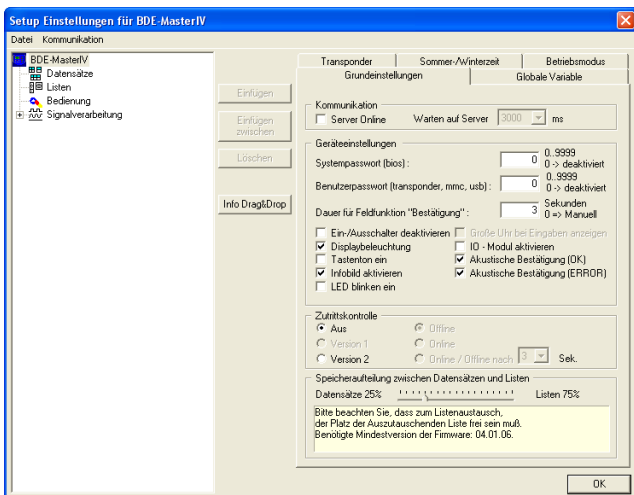 Setup Einstellungen für BDE-MasterIV
Datei Kommunikation
BDE-MasterIV
Datensätze
Listen
Bedienung
Signalverarbeitung
Einfügen
Einfügen
zwischen
Löschen
Info Drag&Drop
Transponder Sommer-/Winterzeit Betriebsmodus
Grundeinstellungen Globale Variable
Kommunikation
Server Online Warten auf Server 3000 ms
Geräteeinstellungen
Systempasswort (bios) : 0 0..9999
0 -> deaktiviert
Benutzerpasswort (transponder, mmc, usb) : 0 0..9999
0 -> deaktiviert
Dauer für Feldfunktion "Bestätigung" : 3 Sekunden
0 => Manuell
Ein-/Ausschalter deaktivieren Große Uhr bei Eingaben anzeigen
Displaybeleuchtung IO - Modul aktivieren
Tastenton ein Akustische Bestätigung (OK)
Infobild aktivieren Akustische Bestätigung (ERROR)
LED blinken ein
Zutrittskontrolle
Aus Offline
Version 1 Online
Version 2 Online / Offline nach 3 Sek.
Speicheraufteilung zwischen Datensätzen und Listen
Datensätze 25% Listen 75%
Bitte beachten Sie, dass zum Listenaustausch,
der Platz der Auszutauschenden Liste frei sein muß.
Benötigte Mindestversion der Firmware: 04.01.06.
OK